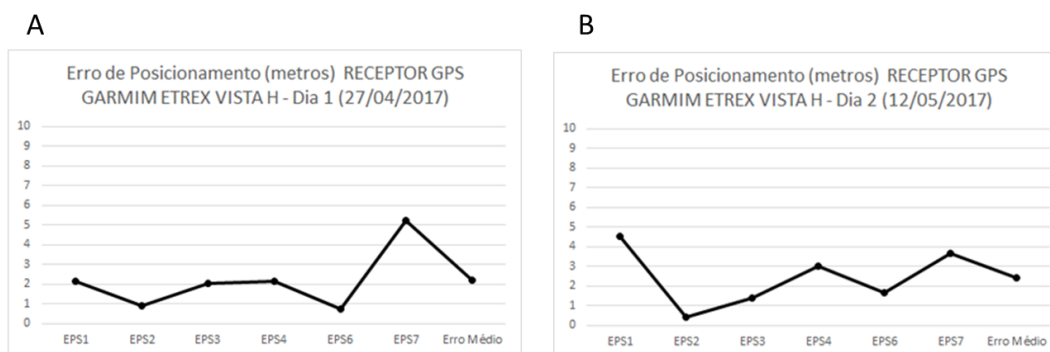 A
Erro de Posicionamento (metros) RECEPTOR GPS
GARMIM ETREX VISTA H - Dia 1 (27/04/2017)
10
9
8
7
6
5
4
3
2
1
0
EPS1 EPS2 EPS3 EPS4 EPS6 EPS7 Erro Médio
B
Erro de Posicionamento (metros) RECEPTOR GPS
GARMIM ETREX VISTA H - Dia 2 (12/05/2017)
10
9
8
7
6
5
4
3
2
1
0
EPS1 EPS2 EPS3 EPS4 EPS6 EPS7 Erro Médio